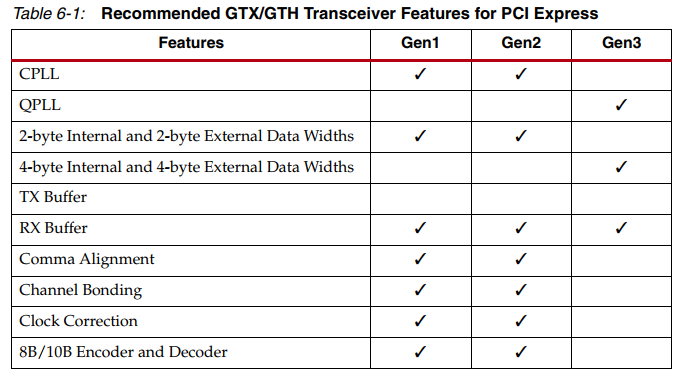 Table 6-1: Recommended GTX/GTH Transceiver Features for PCI Express
Features Gen1 Gen2 Gen3
CPLL ✓ ✓
QPLL ✓
2-byte Internal and 2-byte External Data Widths ✓ ✓
4-byte Internal and 4-byte External Data Widths ✓
TX Buffer
RX Buffer ✓ ✓ ✓
Comma Alignment ✓ ✓
Channel Bonding ✓ ✓
Clock Correction ✓ ✓
8B/10B Encoder and Decoder ✓ ✓